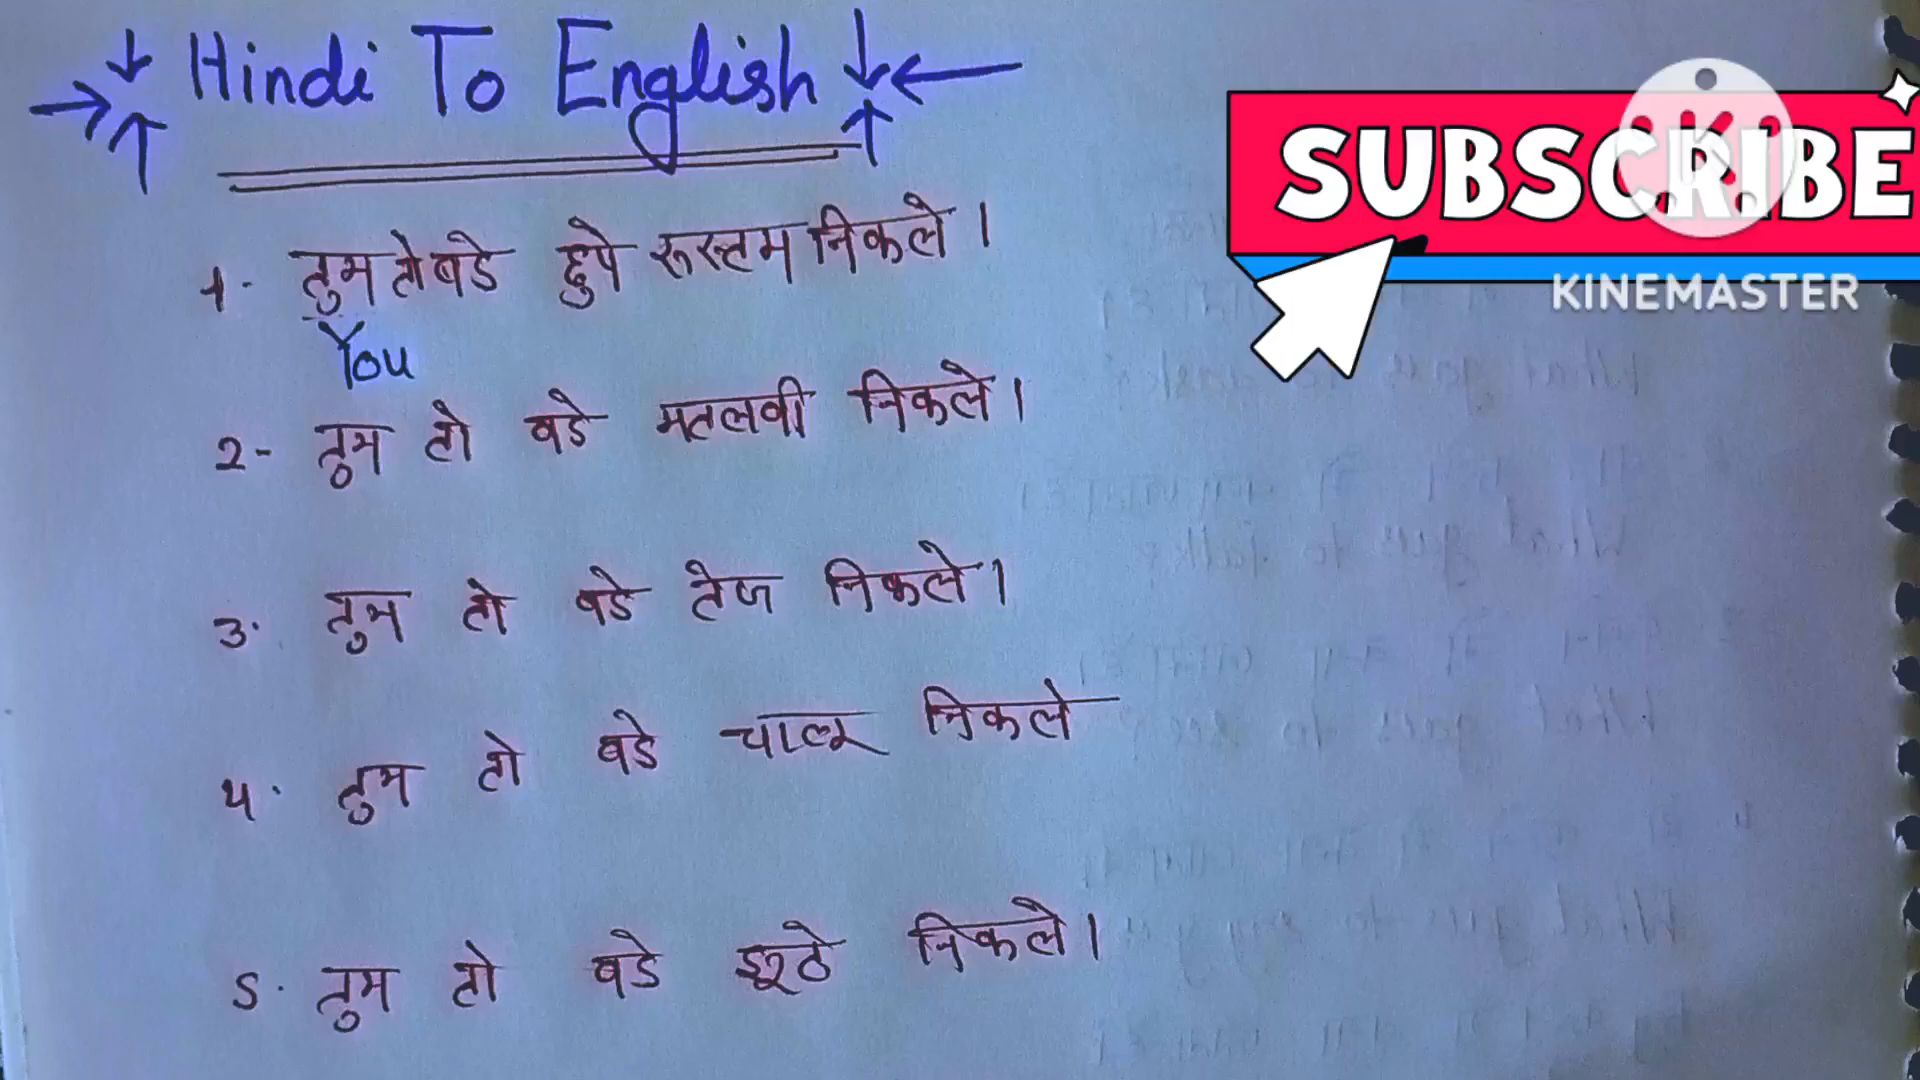 Hindi To English
1- तुम तो बडे छुपे रूस्तम निकले।
You
2- तुम तो बडे मतलवी निकले।
3. तुम तो बडे तेज निकले।
4. तुम तो बडे चालू निकले
5. तुम तो बडे झूठे निकले।
SUBSCRIBE
KINEMASTER